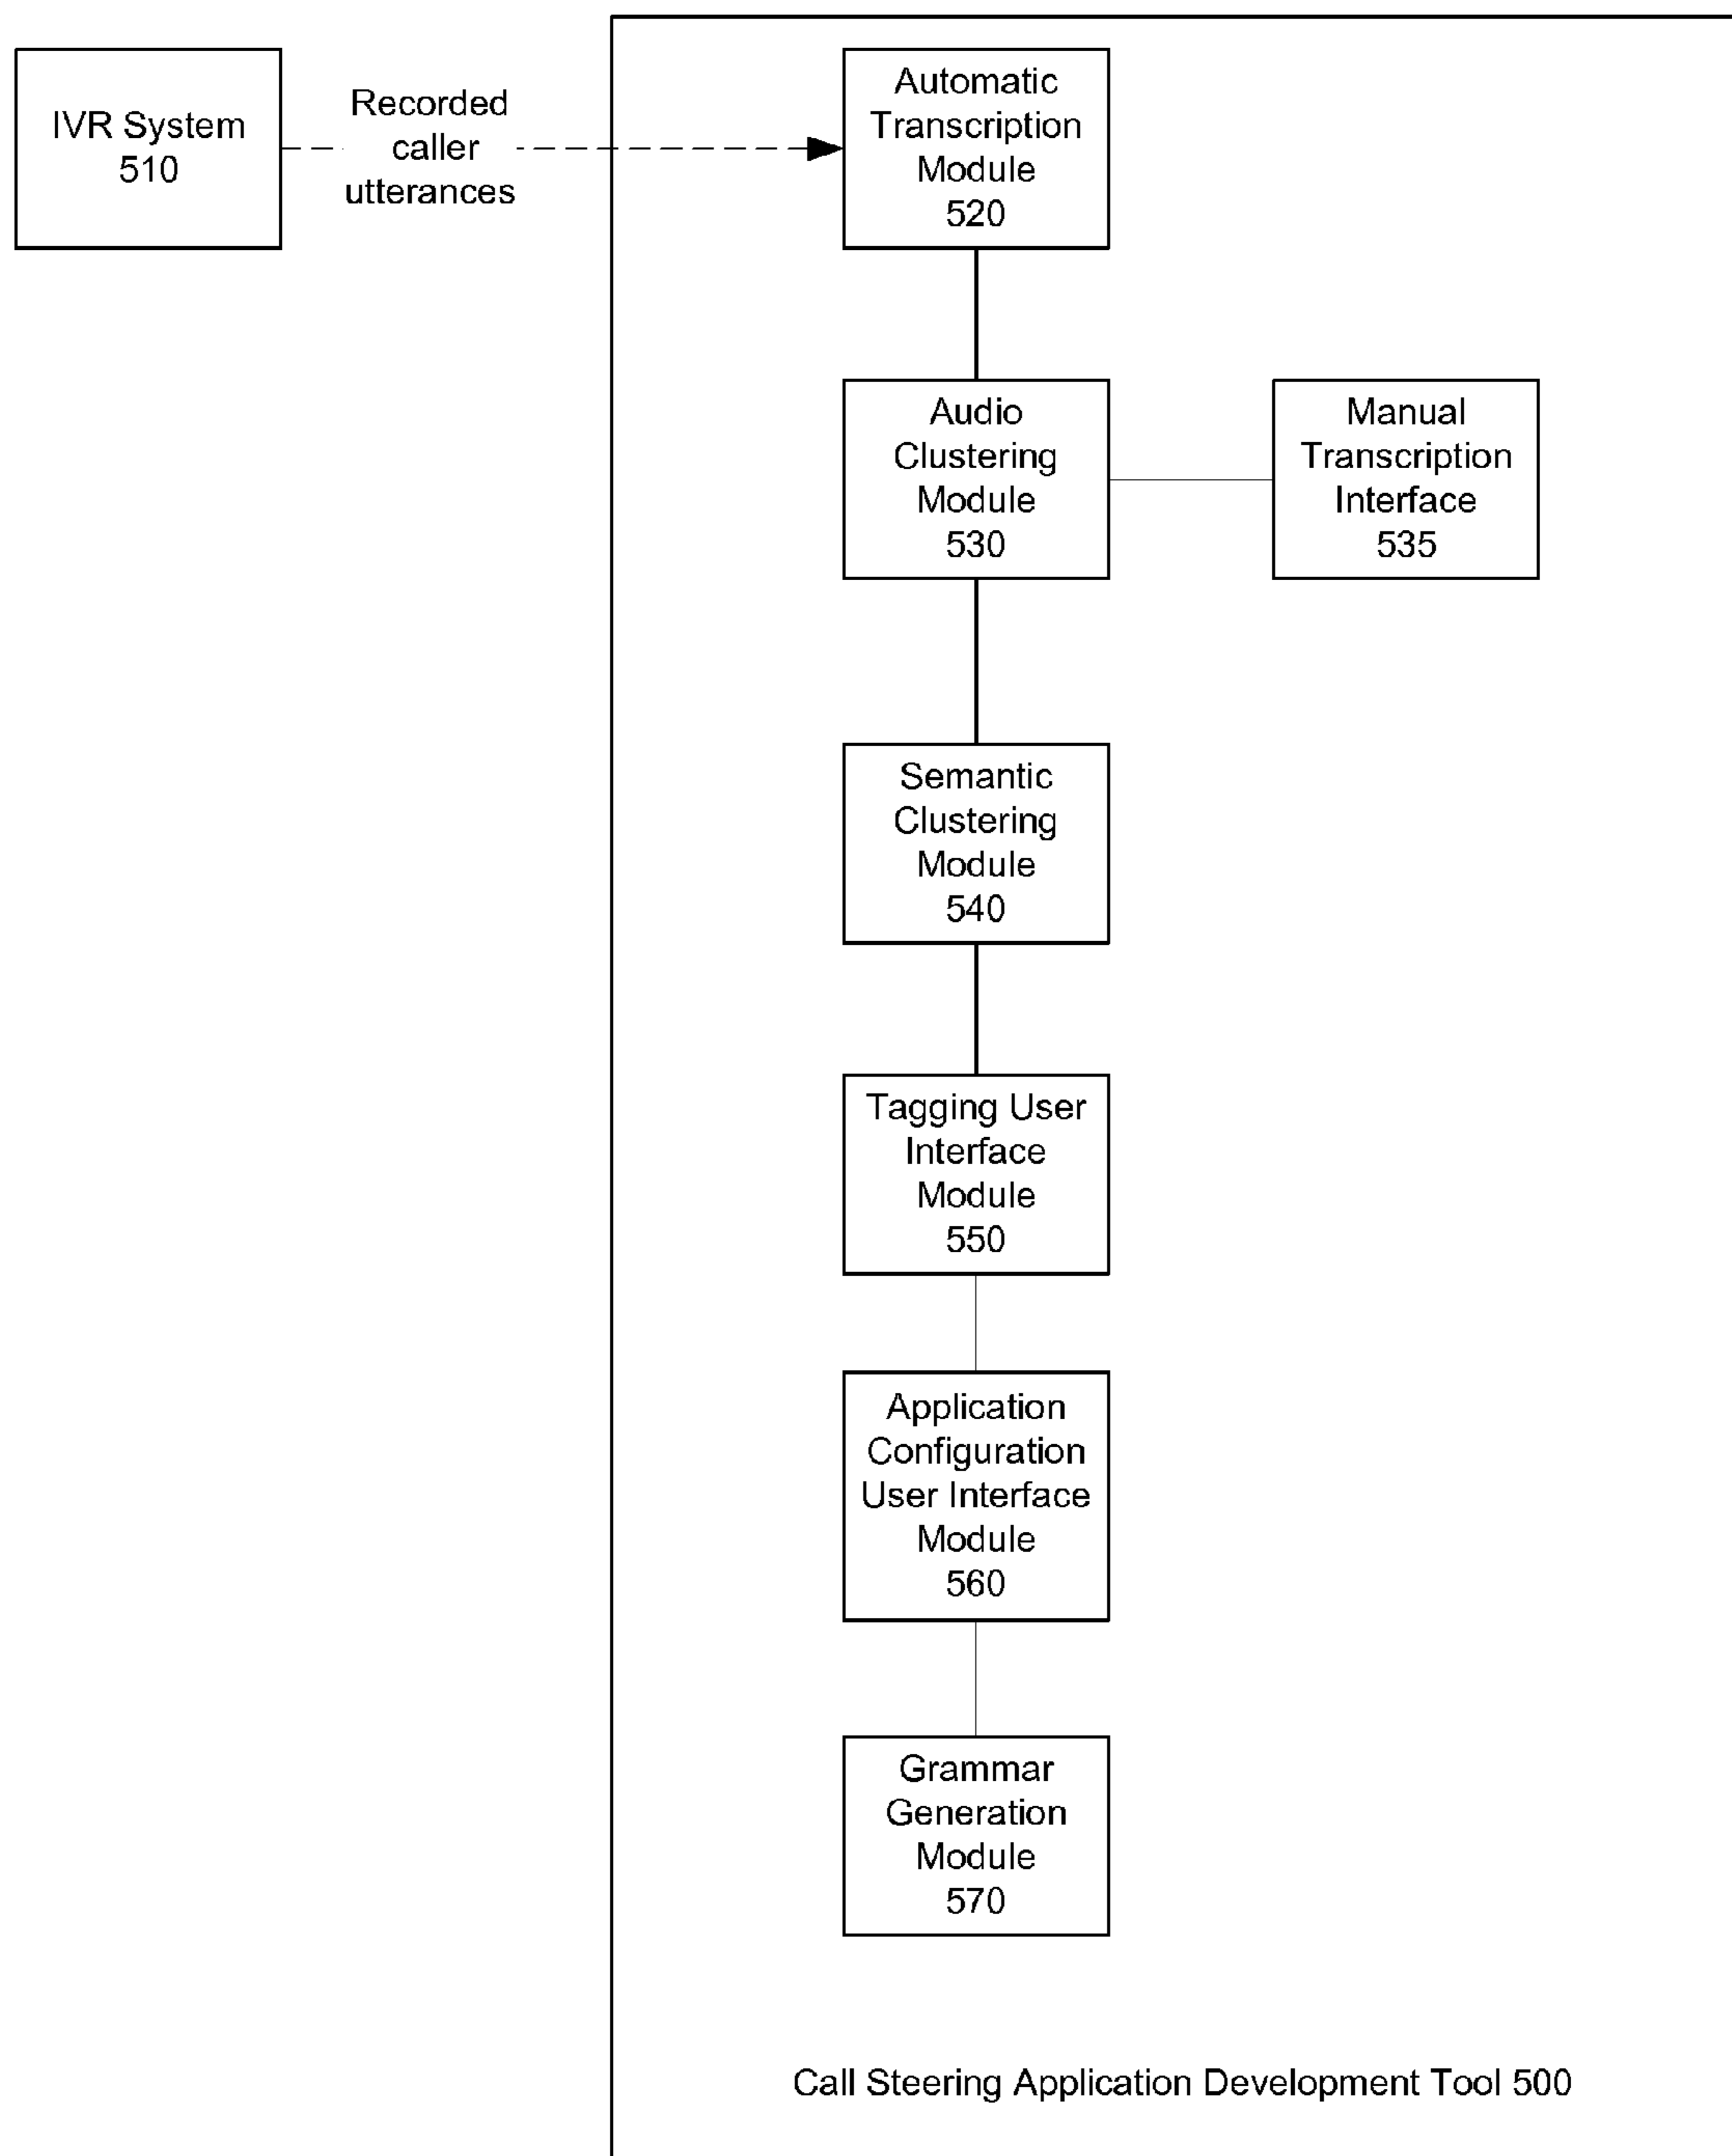 IVR System
510
Recorded
caller
utterances
Automatic
Transcription
Module
520
Audio
Clustering
Module
530
Manual
Transcription
Interface
535
Semantic
Clustering
Module
540
Tagging User
Interface
Module
550
Application
Configuration
User Interface
Module
560
Grammar
Generation
Module
570
Call Steering Application Development Tool 500